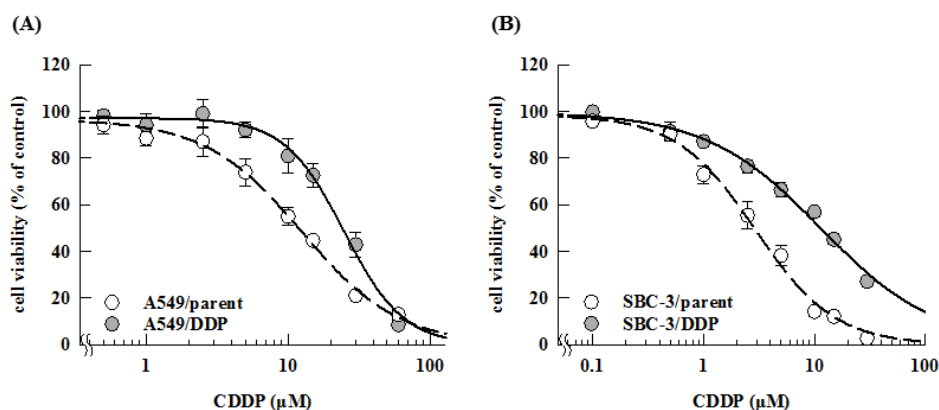 (A)
120
100
80
60
40
20
0
cell viability (% of control)
A549/parent
A549/DDP
1
10
100
CDDP (µM)
(B)
120
100
80
60
40
20
0
cell viability (% of control)
SBC-3/parent
SBC-3/DDP
0.1
1
10
100
CDDP (µM)